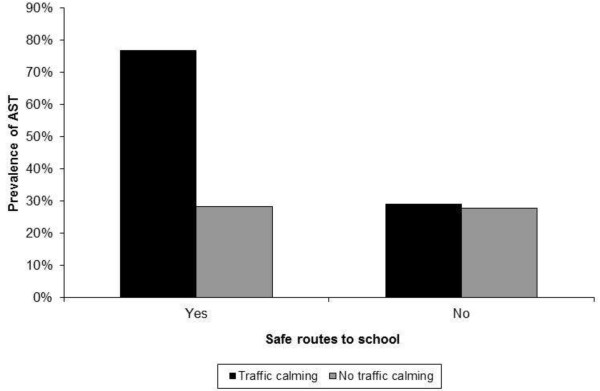 90%
80%
70%
60%
50%
40%
30%
20%
10%
0%
Prevalence of AST
Yes No
Safe routes to school
Traffic calming No traffic calming